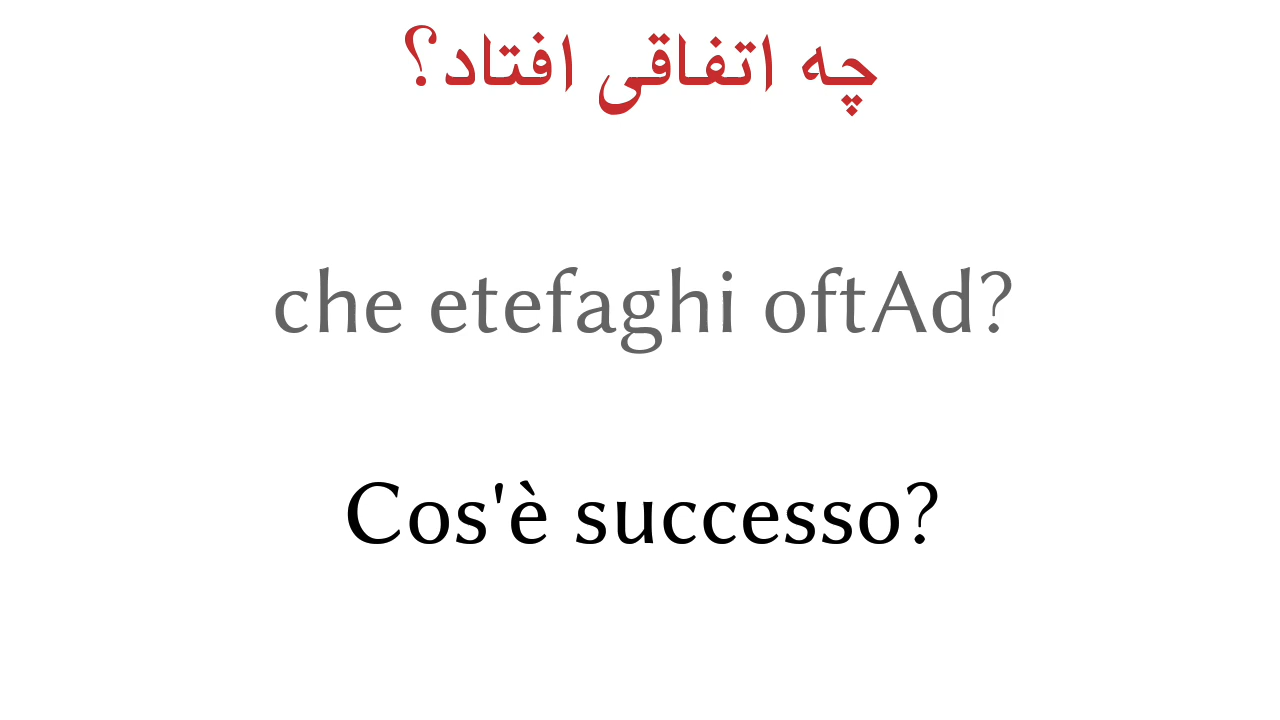 چه اتفاقی افتاد؟
che etefaghi oftAd?
Cos'è successo?